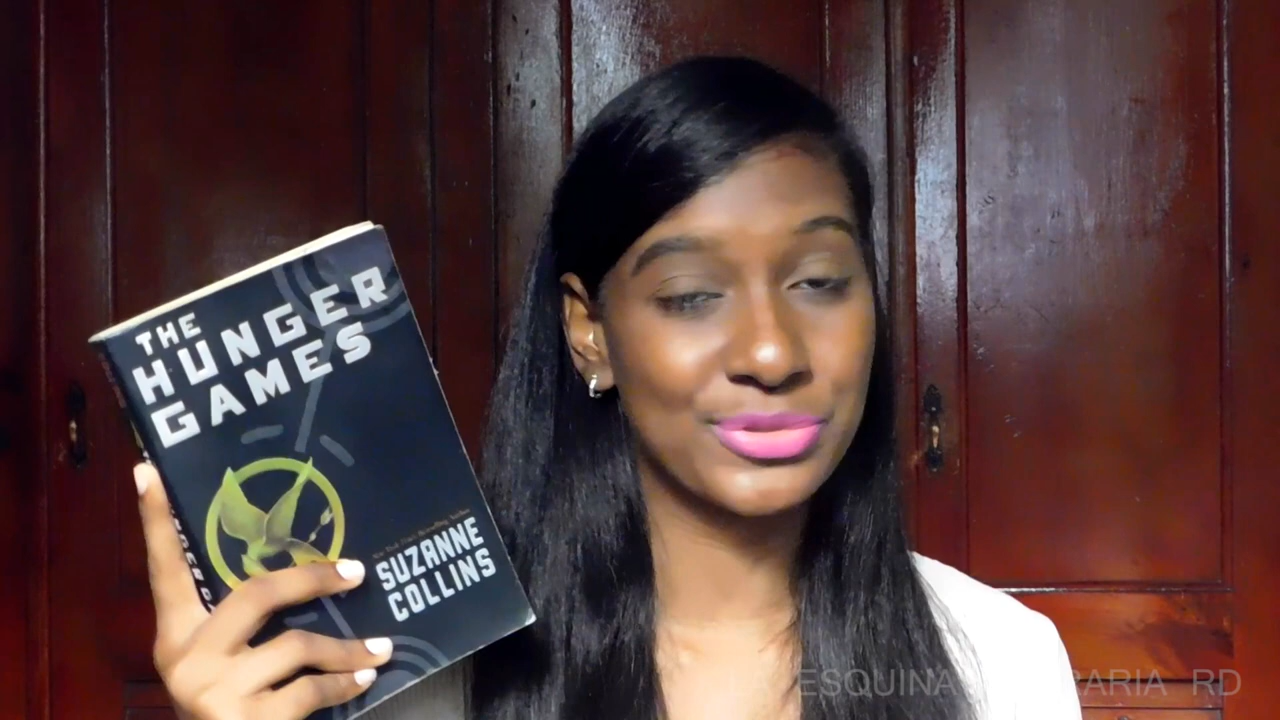 THE
HUNGER
GAMES
SUZANNE
COLLINS
ESQUINA RARIA RD